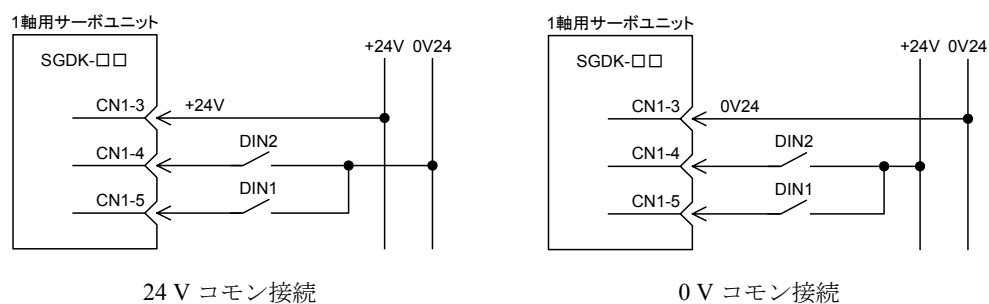 1軸用サーボユニット
SGDK-□□
+24V 0V24
CN1-3 +24V
CN1-4 DIN2
CN1-5 DIN1
24 V コモン接続
1軸用サーボユニット
SGDK-□□
+24V 0V24
CN1-3 0V24
CN1-4 DIN2
CN1-5 DIN1
0 V コモン接続